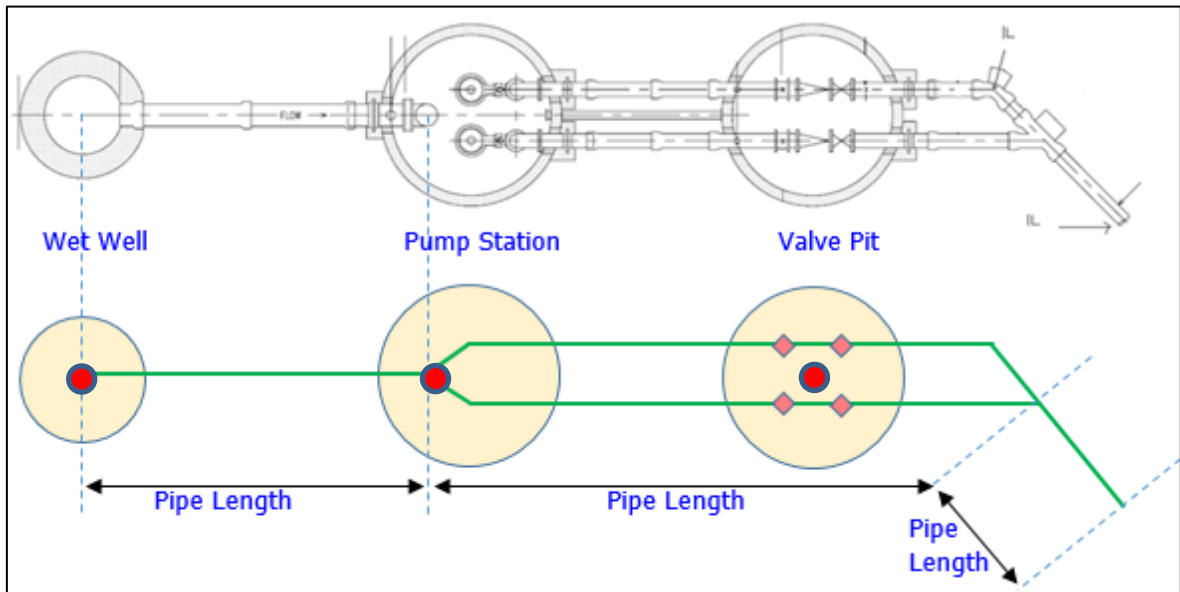 IL
FLOW
Wet Well
Pump Station
Valve Pit
IL
Pipe Length
Pipe Length
Pipe
Length